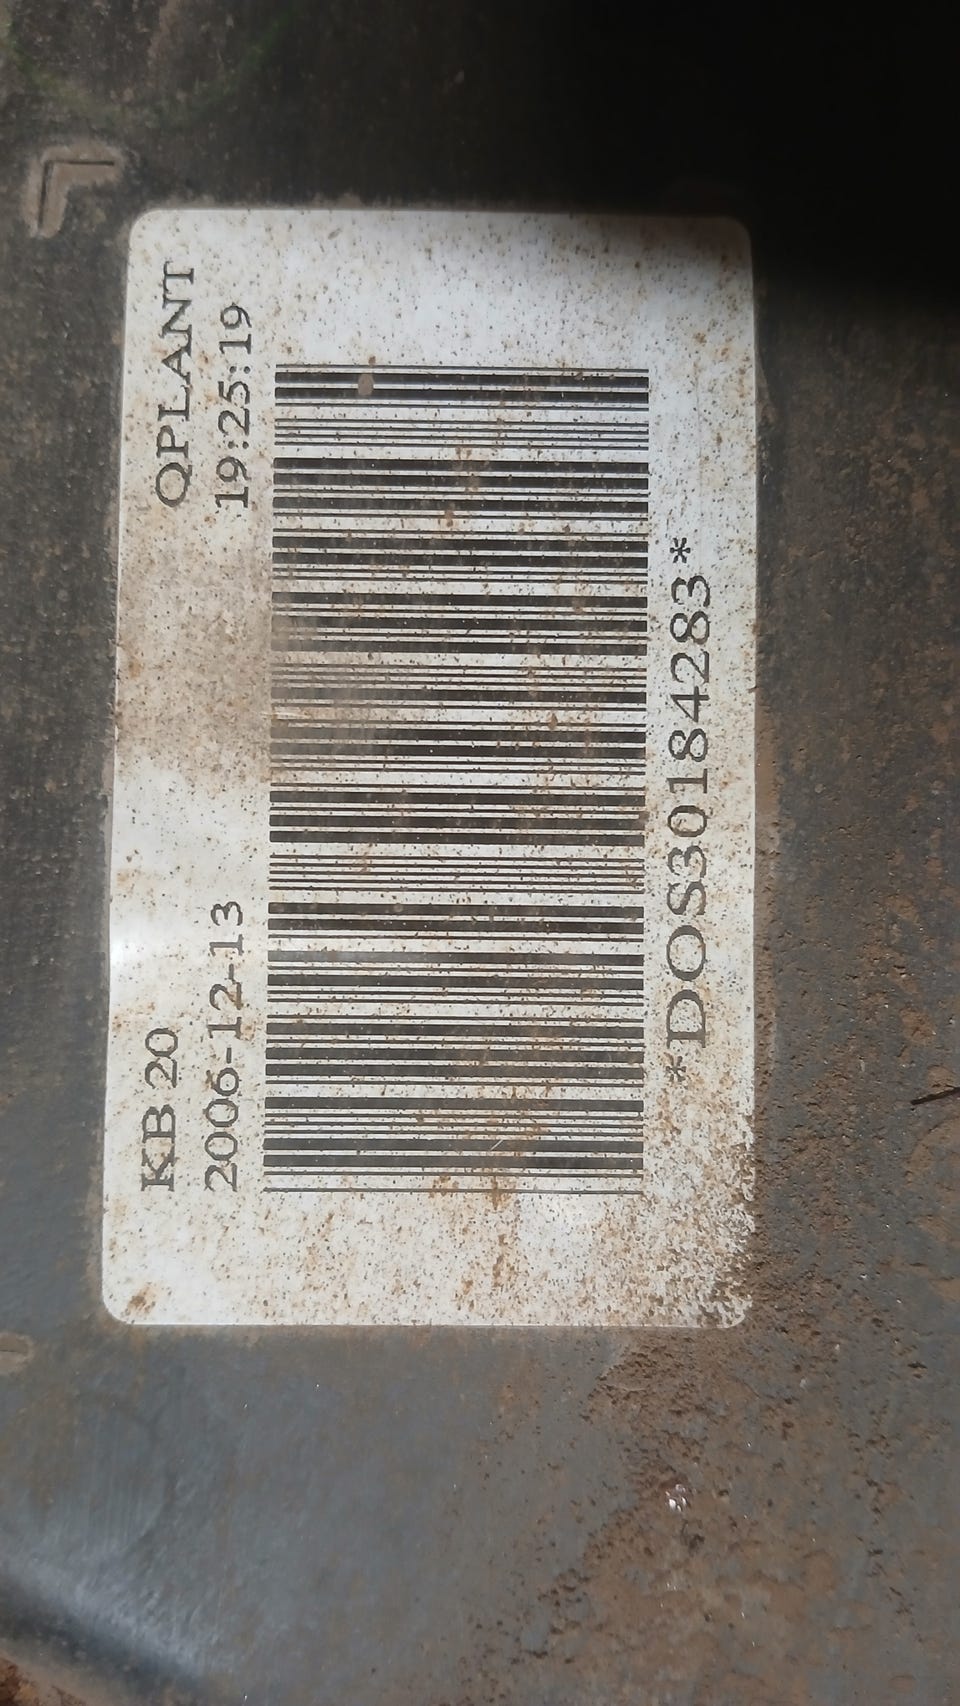 KB 20 QPLANT
2006-12-13 19:25:19
*DOS30184283*